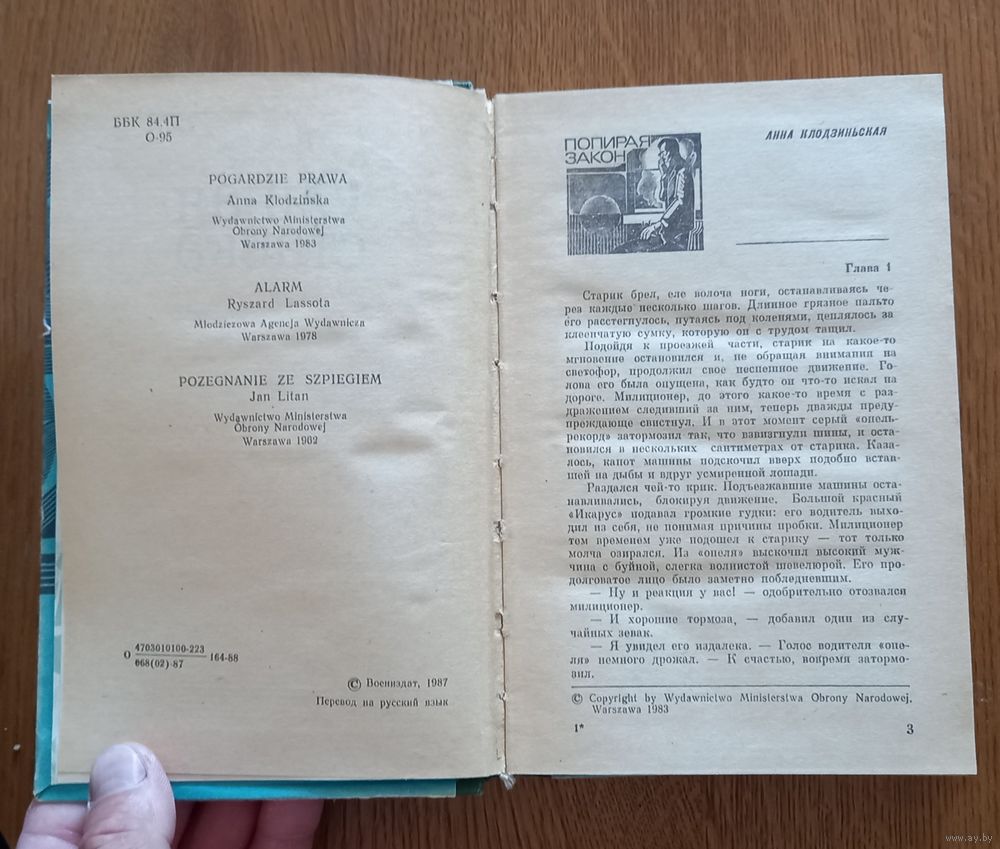 ББК 84.4П
О-95
POGARDZIE PRAWA
Anna Klodzińska
Wydawnictwo Ministerstwa
Obrony Narodowej
Warszawa 1983
ALARM
Ryszard Lassota
Młodziezowa Agencja Wydawnicza
Warszawa 1978
POZEGNANIE ZE SZPIEGIEM
Jan Litan
Wydawnictwo Ministerstwa
Obrony Narodowej
Warszawa 1982
О 4703010100-223
068(02)-87 164-88
© Воениздат, 1987
Перевод на русский язык
ПОПИРАЯ
ЗАКОН
АННА КЛОДЗИНЬСКАЯ
Глава 1
Старик брел, еле волоча ноги, останавливаясь че-
рез каждые несколько шагов. Длинное грязное пальто
его расстегнулось, путаясь под коленями, цеплялось за
клеенчатую сумку, которую он с трудом тащил.
Подойдя к проезжей части, старик на какое-то
мгновение остановился и, не обращая внимания на
светофор, продолжил свое неспешное движение. Го-
лова его была опущена, как будто он что-то искал на
дороге. Милиционер, до этого какое-то время с раз-
дражением следивший за ним, теперь дважды преду-
преждающе свистнул. И в этот момент серый «опель-
рекорд» затормозил так, что взвизгнули шины, и оста-
новился в нескольких сантиметрах от старика. Каза-
лось, капот машины подскочил вверх подобно встав-
шей на дыбы и вдруг усмиренной лошади.
Раздался чей-то крик. Подъезжавшие машины оста-
навливались, блокируя движение. Большой красный
«Икарус» подавал громкие гудки: его водитель выхо-
дил из себя, не понимая причины пробки. Милиционер
тем временем уже подошел к старику — тот только
молча озирался. Из «опеля» выскочил высокий муж-
чина с буйной, слегка волнистой шевелюрой. Его про-
долговатое лицо было заметно побледневшим.
— Ну и реакция у вас! — одобрительно отозвался
милиционер.
— И хорошие тормоза, — добавил один из слу-
чайных зевак.
— Я увидел его издалека. — Голос водителя «опе-
ля» немного дрожал. — К счастью, вовремя затормо-
зил.
© Copyright by Wydawnictwo Ministerstwa Obrony Narodowej,
Warszawa 1983
1*
3
www.ay.by